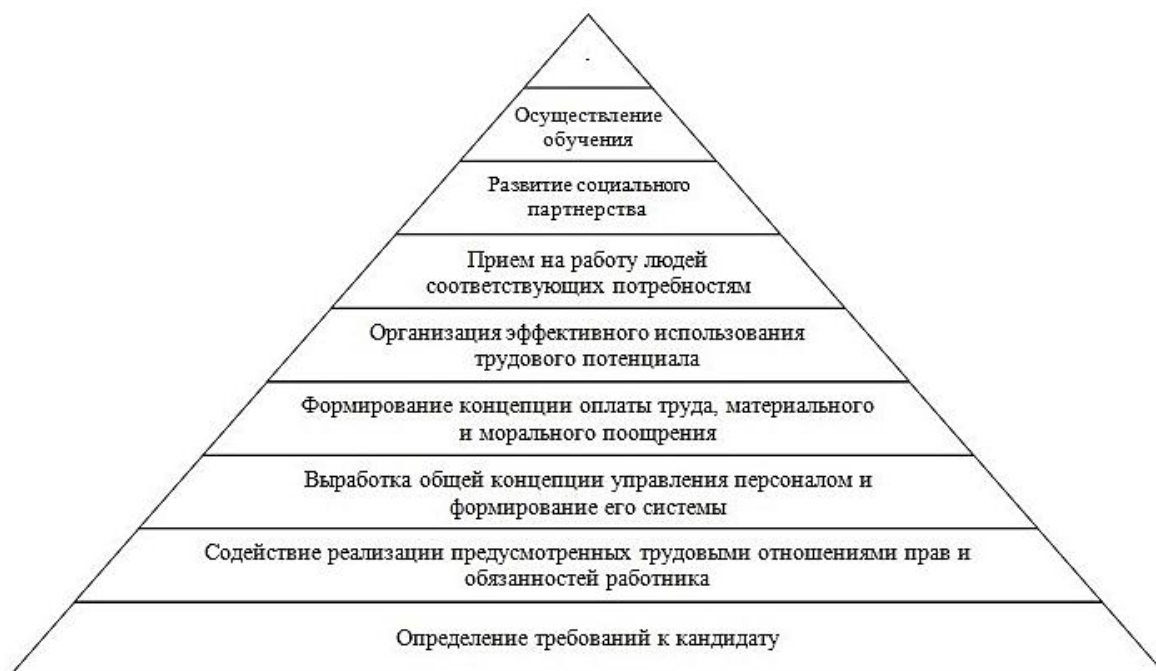 .
Осуществление
обучения
Развитие социального
партнерства
Прием на работу людей
соответствующих потребностям
Организация эффективного использования
трудового потенциала
Формирование концепции оплаты труда, материального
и морального поощрения
Выработка общей концепции управления персоналом и
формирование его системы
Содействие реализации предусмотренных трудовыми отношениями прав и
обязанностей работника
Определение требований к кандидату